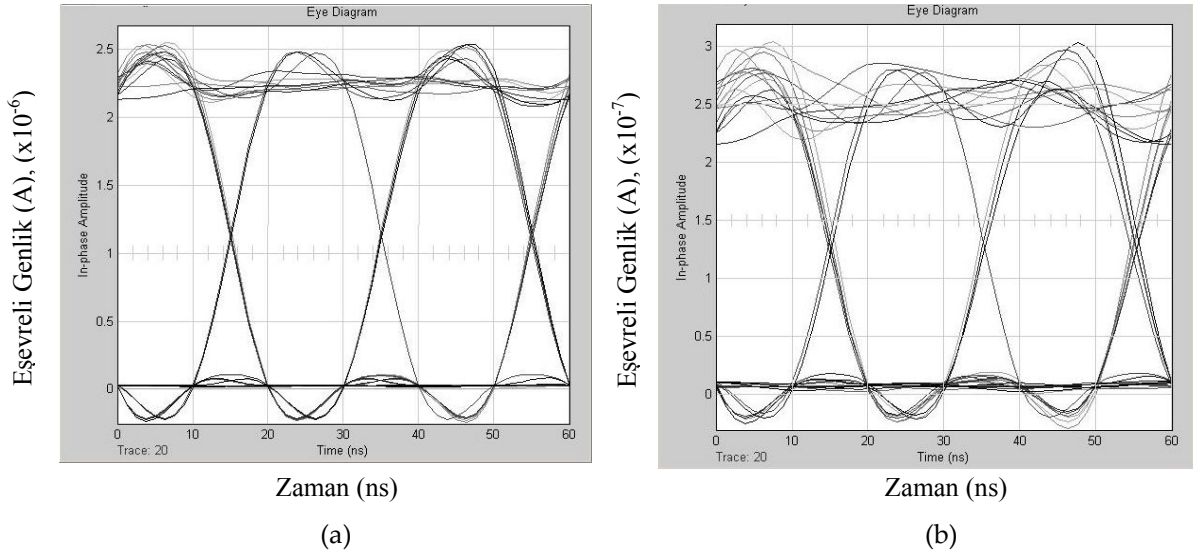 Eye Diagram
Eşevreli Genlik (A), (x10⁻⁶)
In-phase Amplitude
2.5
2
1.5
1
0.5
0
0 10 20 30 40 50 60
Time (ns)
Trace: 20
Zaman (ns)
(a)
Eye Diagram
Eşevreli Genlik (A), (x10⁻⁷)
In-phase Amplitude
3
2.5
2
1.5
1
0.5
0
0 10 20 30 40 50 60
Time (ns)
Trace: 20
Zaman (ns)
(b)